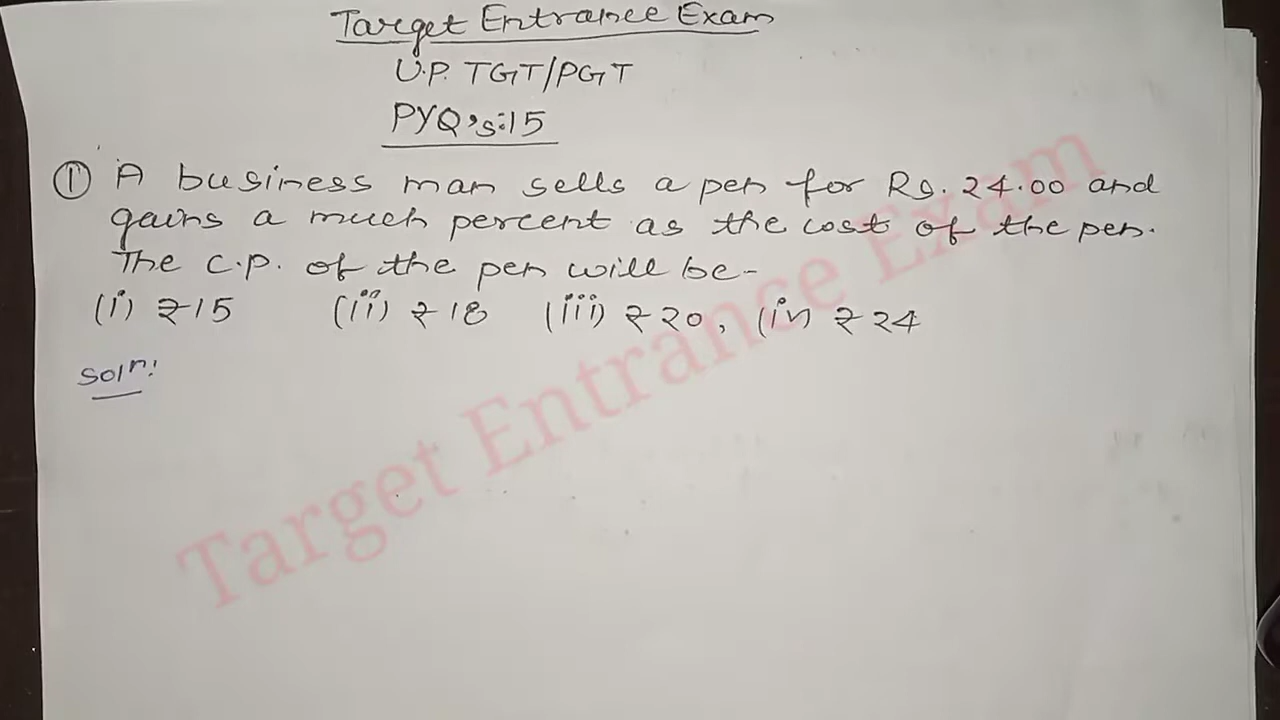 Target Entrance Exam
U.P. TGT/PGT
PYQ's:15
① A business man sells a pen for Rs. 24.00 and
gains a much percent as the cost of the pen.
The C.P. of the pen will be-
(i) ₹15 (ii) ₹18 (iii) ₹20, (iv) ₹24
Solⁿ:
Target Entrance Exam